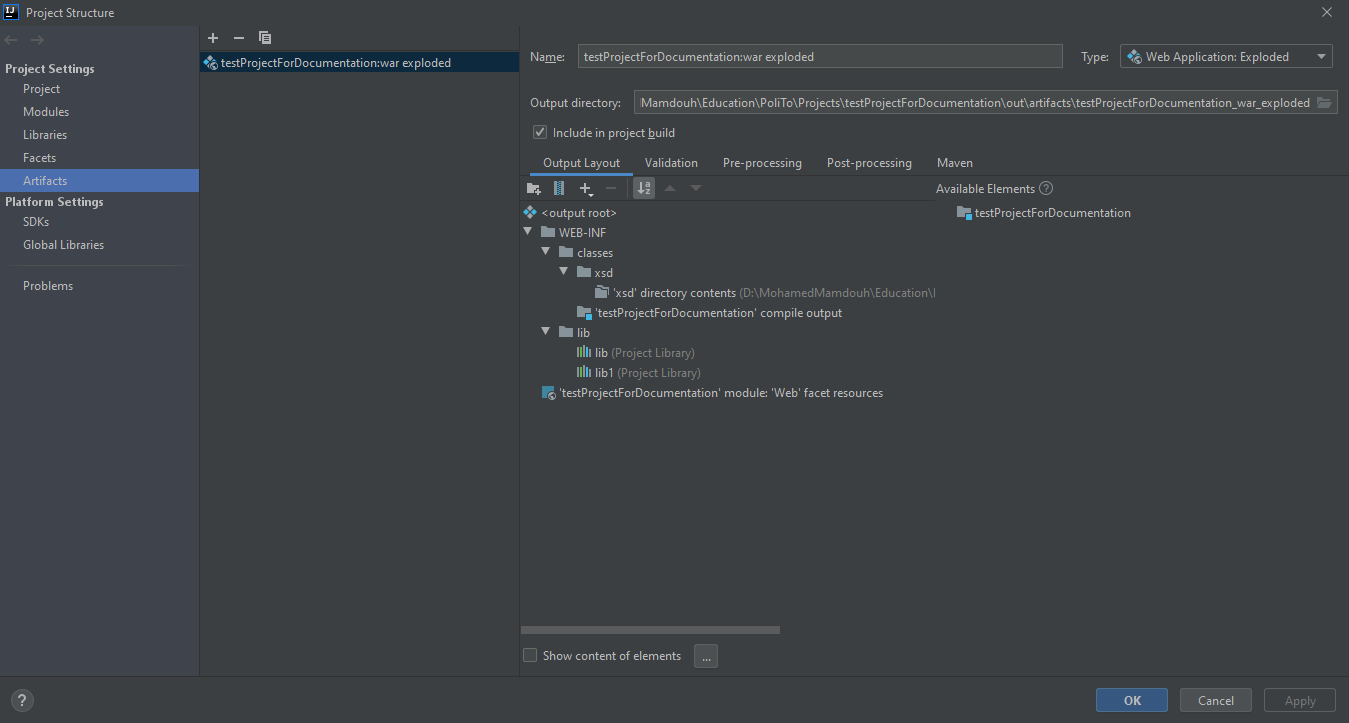 Project Structure
Project Settings
Project
Modules
Libraries
Facets
Artifacts
Platform Settings
SDKs
Global Libraries
Problems
testProjectForDocumentation:war exploded
Name: testProjectForDocumentation:war exploded Type: Web Application: Exploded
Output directory: Mamdouh\Education\PoliTo\Projects\testProjectForDocumentation\out\artifacts\testProjectForDocumentation_war_exploded
Include in project build
Output Layout Validation Pre-processing Post-processing Maven
Available Elements ?
<output root>
WEB-INF
classes
xsd
'xsd' directory contents (D:\MohamedMamdouh\Education\
'testProjectForDocumentation' compile output
lib
lib (Project Library)
lib1 (Project Library)
'testProjectForDocumentation' module: 'Web' facet resources
testProjectForDocumentation
Show content of elements ...
? OK Cancel Apply